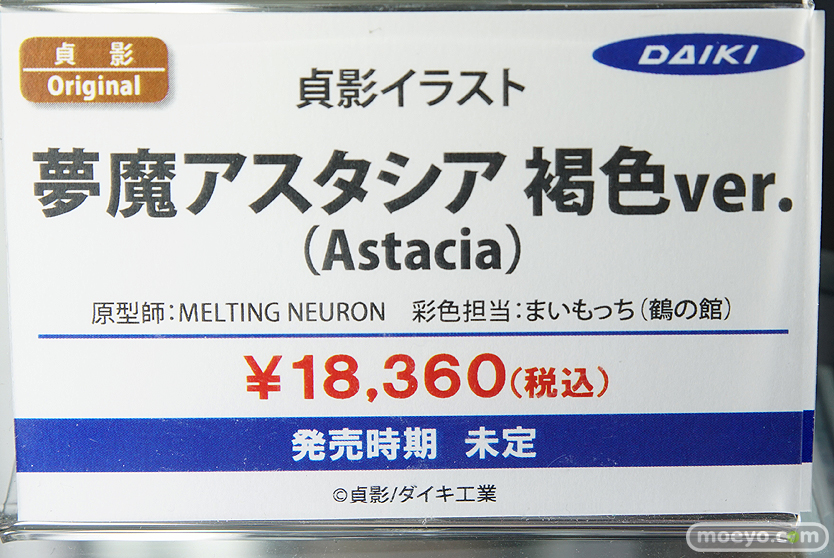 貞影
Original
DAIKI
貞影イラスト
夢魔アスタシア 褐色ver.
(Astacia)
原型師:MELTING NEURON 彩色担当:まいもっち(鶴の館)
¥18,360(税込)
発売時期 未定
©貞影/ダイキ工業
moeyo.com